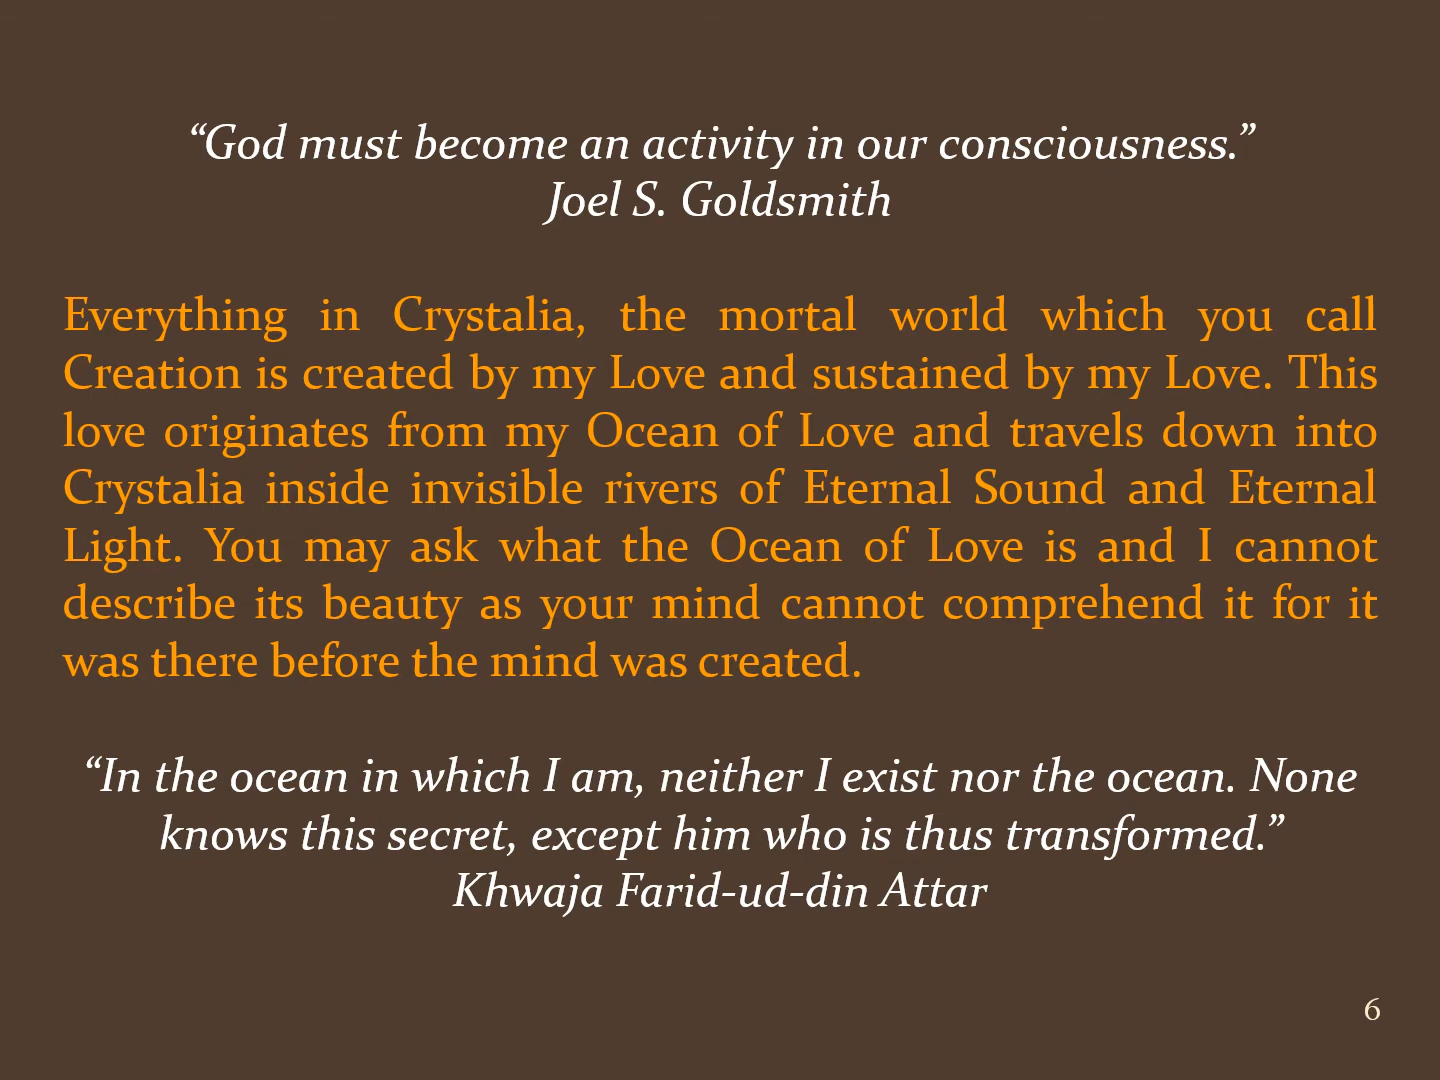 “God must become an activity in our consciousness.”
Joel S. Goldsmith
Everything in Crystalia, the mortal world which you call
Creation is created by my Love and sustained by my Love. This
love originates from my Ocean of Love and travels down into
Crystalia inside invisible rivers of Eternal Sound and Eternal
Light. You may ask what the Ocean of Love is and I cannot
describe its beauty as your mind cannot comprehend it for it
was there before the mind was created.
“In the ocean in which I am, neither I exist nor the ocean. None
knows this secret, except him who is thus transformed.”
Khwaja Farid-ud-din Attar
6